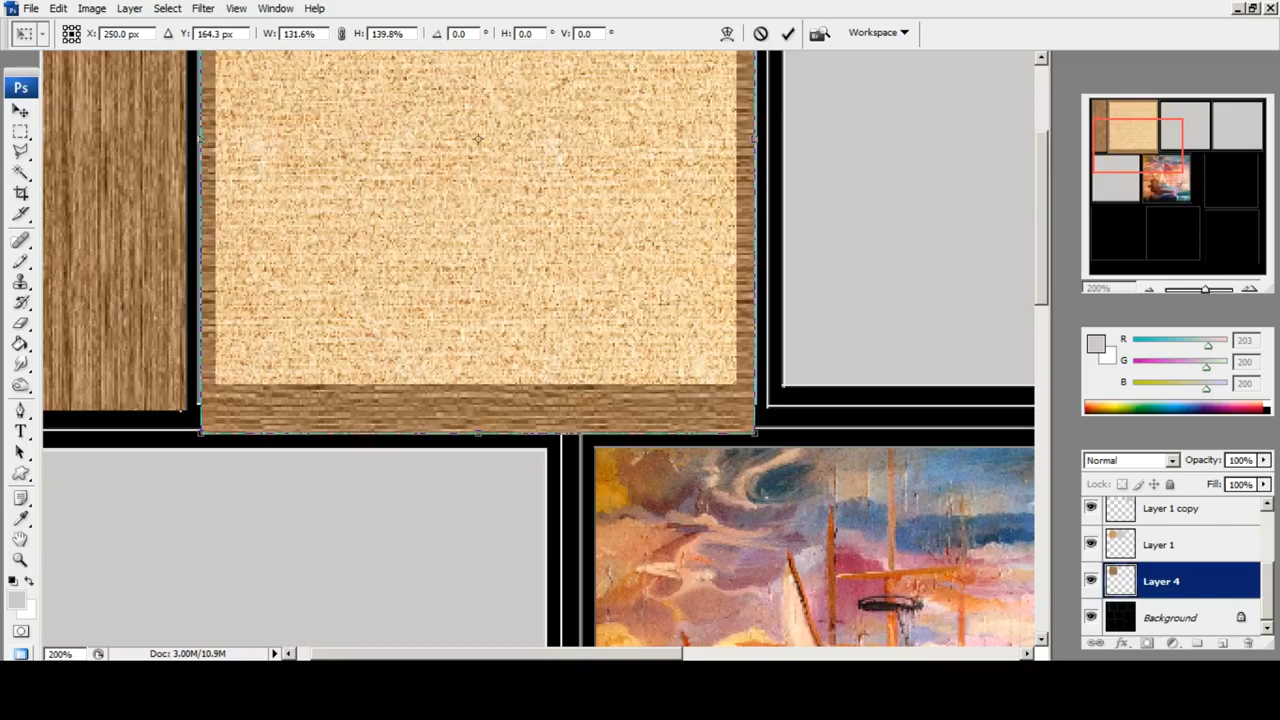 File Edit Image Layer Select Filter View Window Help
X: 250.0 px Y: 164.3 px W: 131.6% H: 139.8% 0.0 ° H: 0.0 ° V: 0.0 ° Workspace
Ps
T
200%
R 203
G 200
B 200
Normal Opacity: 100%
Lock: Fill: 100%
Layer 1 copy
Layer 1
Layer 4
Background
200% Doc: 3.00M/10.9M